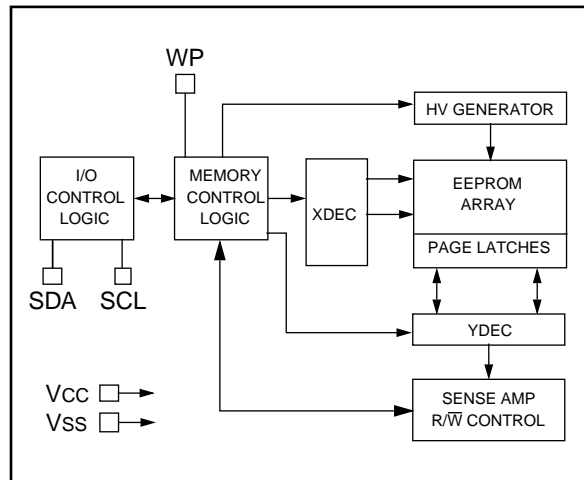 WP
HV GENERATOR
I/O
CONTROL
LOGIC
MEMORY
CONTROL
LOGIC
XDEC
EEPROM
ARRAY
PAGE LATCHES
SDA
SCL
YDEC
VCC
VSS
SENSE AMP
R/W̅ CONTROL